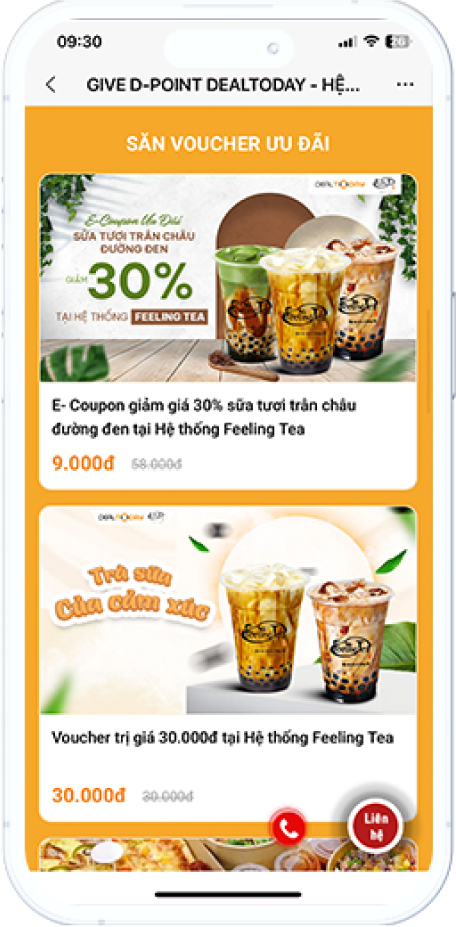 09:30
26
GIVE D-POINT DEALTODAY - HỆ...
SĂN VOUCHER ƯU ĐÃI
DEALTODAY
E-Coupon Ưu Đãi
SỮA TƯƠI TRÂN CHÂU
ĐƯỜNG ĐEN
GIẢM
30%
TẠI HỆ THỐNG FEELING TEA
E- Coupon giảm giá 30% sữa tươi trân châu
đường đen tại Hệ thống Feeling Tea
9.000đ 58.000đ
DEALTODAY
Trà sữa
Của cảm xúc
Voucher trị giá 30.000đ tại Hệ thống Feeling Tea
30.000đ 30.000đ
Liên
hệ